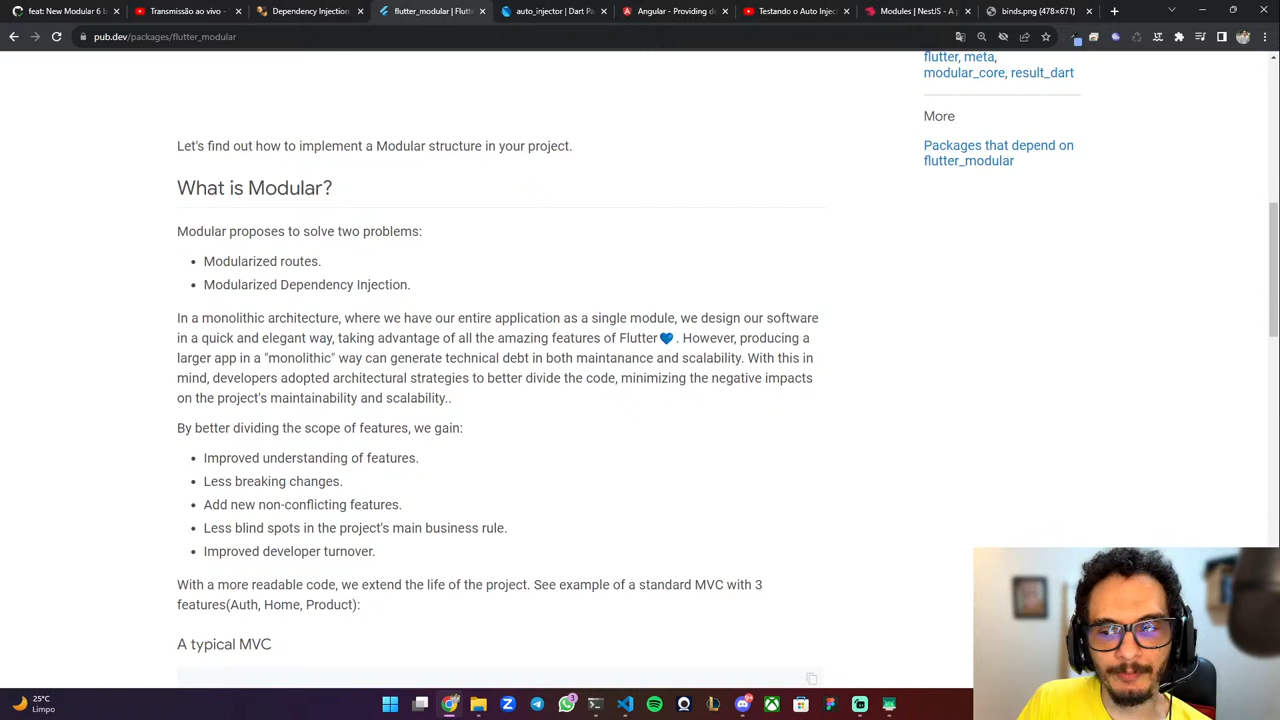 feat: New Modular 6 b
Transmissão ao vivo -
Dependency Injection
flutter_modular | Flutt
auto_injector | Dart Pa
Angular - Providing de
Testando o Auto Injec
Modules | NestJS - A p
binds.png (478×671)
pub.dev/packages/flutter_modular
flutter, meta,
modular_core, result_dart
More
Packages that depend on
flutter_modular
Let's find out how to implement a Modular structure in your project.
What is Modular?
Modular proposes to solve two problems:
• Modularized routes.
• Modularized Dependency Injection.
In a monolithic architecture, where we have our entire application as a single module, we design our software
in a quick and elegant way, taking advantage of all the amazing features of Flutter💙. However, producing a
larger app in a "monolithic" way can generate technical debt in both maintanance and scalability. With this in
mind, developers adopted architectural strategies to better divide the code, minimizing the negative impacts
on the project's maintainability and scalability..
By better dividing the scope of features, we gain:
• Improved understanding of features.
• Less breaking changes.
• Add new non-conflicting features.
• Less blind spots in the project's main business rule.
• Improved developer turnover.
With a more readable code, we extend the life of the project. See example of a standard MVC with 3
features(Auth, Home, Product):
A typical MVC
25°C
Limpo